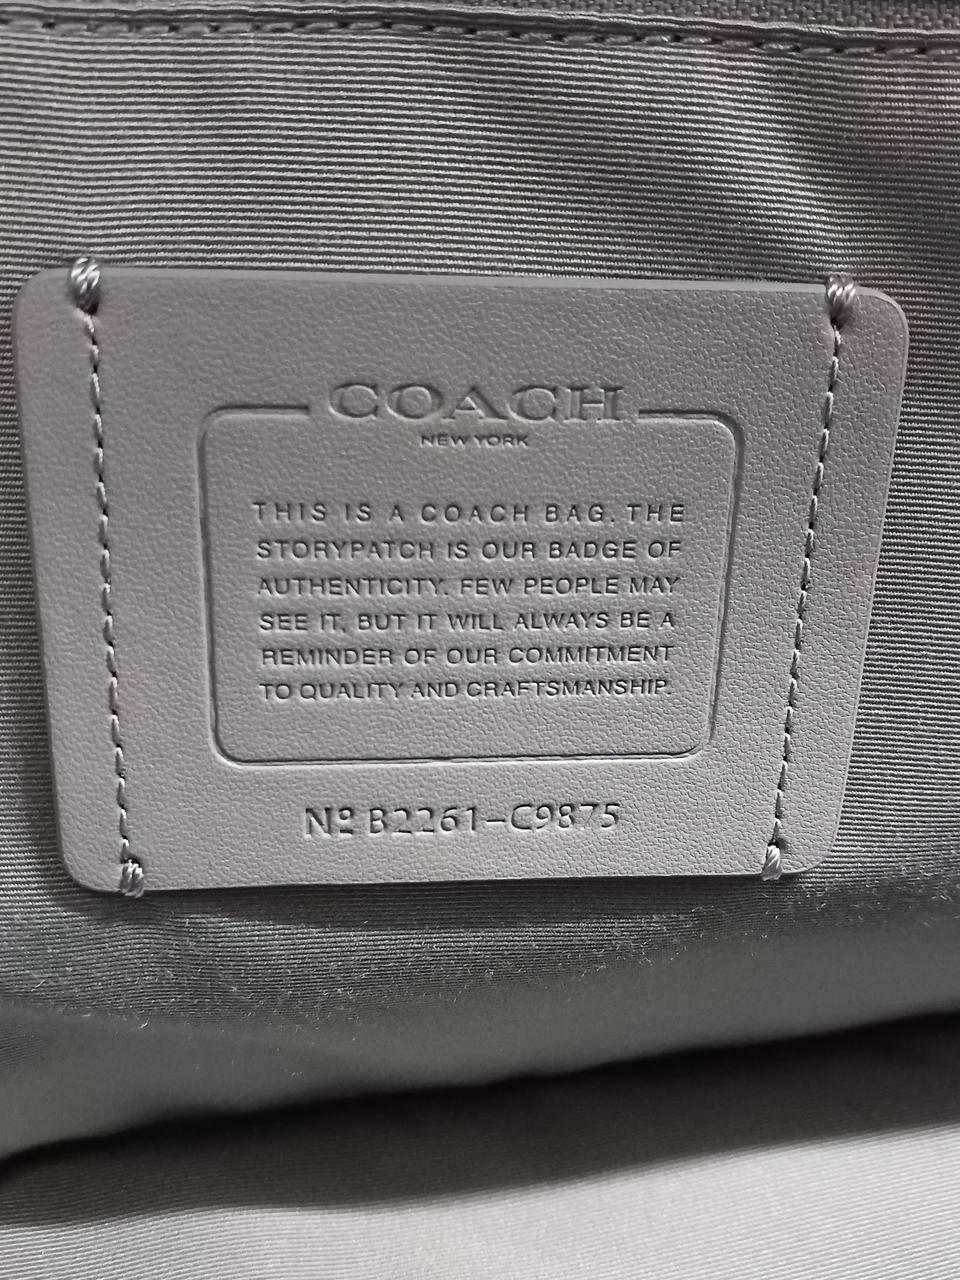 COACH
NEW YORK
THIS IS A COACH BAG. THE
STORYPATCH IS OUR BADGE OF
AUTHENTICITY. FEW PEOPLE MAY
SEE IT, BUT IT WILL ALWAYS BE A
REMINDER OF OUR COMMITMENT
TO QUALITY AND CRAFTSMANSHIP.
Nº B2261-C9875